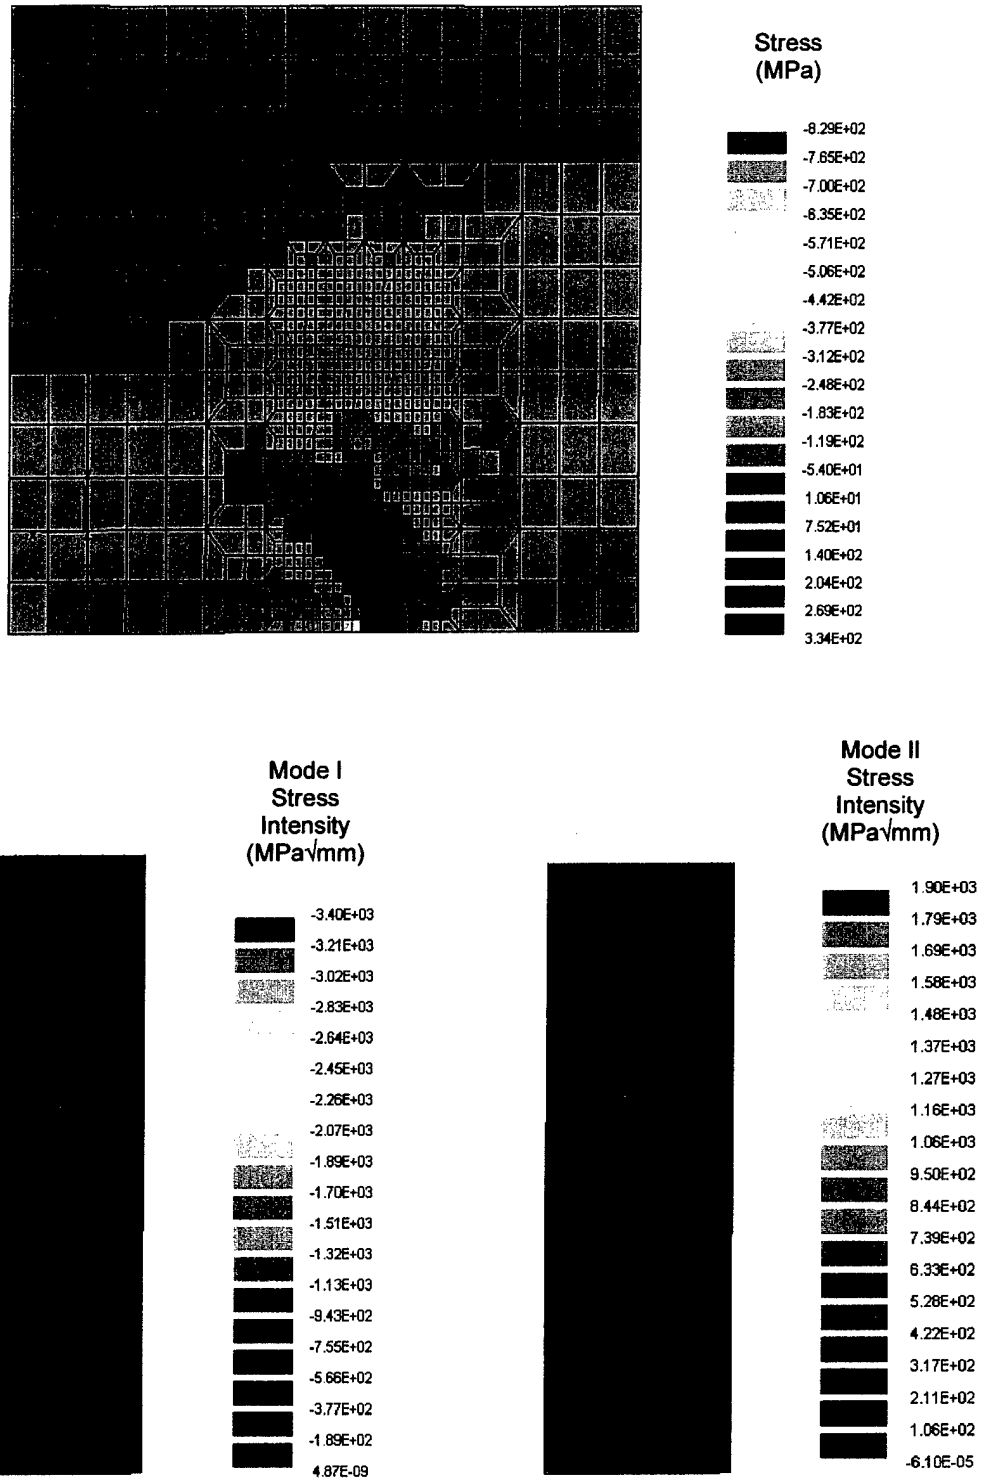 Stress
(MPa)
-8.29E+02
-7.65E+02
-7.00E+02
-6.35E+02
-5.71E+02
-5.06E+02
-4.42E+02
-3.77E+02
-3.12E+02
-2.48E+02
-1.83E+02
-1.19E+02
-5.40E+01
1.06E+01
7.52E+01
1.40E+02
2.04E+02
2.69E+02
3.34E+02
Mode I
Stress
Intensity
(MPa√mm)
-3.40E+03
-3.21E+03
-3.02E+03
-2.83E+03
-2.64E+03
-2.45E+03
-2.26E+03
-2.07E+03
-1.89E+03
-1.70E+03
-1.51E+03
-1.32E+03
-1.13E+03
-9.43E+02
-7.55E+02
-5.66E+02
-3.77E+02
-1.89E+02
4.87E-09
Mode II
Stress
Intensity
(MPa√mm)
1.90E+03
1.79E+03
1.69E+03
1.58E+03
1.48E+03
1.37E+03
1.27E+03
1.16E+03
1.06E+03
9.50E+02
8.44E+02
7.39E+02
6.33E+02
5.28E+02
4.22E+02
3.17E+02
2.11E+02
1.06E+02
-6.10E-05